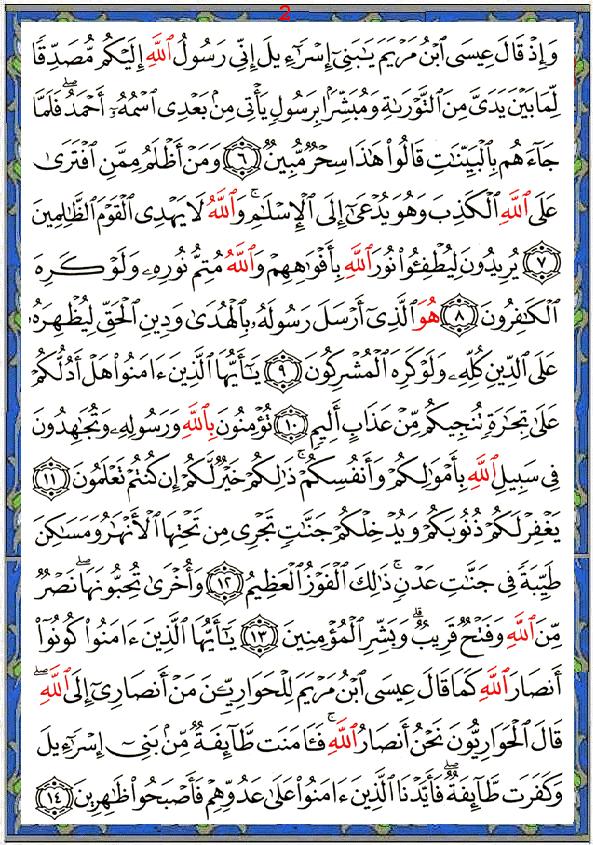 2
وَإِذْ قَالَ عِيسَى ٱبْنُ مَرْيَمَ يَٰبَنِىٓ إِسْرَٰٓءِيلَ إِنِّى رَسُولُ ٱللَّهِ إِلَيْكُم مُّصَدِّقًا
لِّمَا بَيْنَ يَدَىَّ مِنَ ٱلتَّوْرَىٰةِ وَمُبَشِّرًۢا بِرَسُولٍ يَأْتِى مِنۢ بَعْدِى ٱسْمُهُۥٓ أَحْمَدُ ۖ فَلَمَّا
جَآءَهُم بِٱلْبَيِّنَٰتِ قَالُوا۟ هَٰذَا سِحْرٌ مُّبِينٌ ٦ وَمَنْ أَظْلَمُ مِمَّنِ ٱفْتَرَىٰ
عَلَى ٱللَّهِ ٱلْكَذِبَ وَهُوَ يُدْعَىٰٓ إِلَى ٱلْإِسْلَٰمِ ۚ وَٱللَّهُ لَا يَهْدِى ٱلْقَوْمَ ٱلظَّٰلِمِينَ
٧ يُرِيدُونَ لِيُطْفِـُٔوا۟ نُورَ ٱللَّهِ بِأَفْوَٰهِهِمْ وَٱللَّهُ مُتِمُّ نُورِهِۦ وَلَوْ كَرِهَ
ٱلْكَٰفِرُونَ ٨ هُوَ ٱلَّذِىٓ أَرْسَلَ رَسُولَهُۥ بِٱلْهُدَىٰ وَدِينِ ٱلْحَقِّ لِيُظْهِرَهُۥ
عَلَى ٱلدِّينِ كُلِّهِۦ وَلَوْ كَرِهَ ٱلْمُشْرِكُونَ ٩ يَٰٓأَيُّهَا ٱلَّذِينَ ءَامَنُوا۟ هَلْ أَدُلُّكُمْ
عَلَىٰ تِجَٰرَةٍ تُنجِيكُم مِّنْ عَذَابٍ أَلِيمٍ ١٠ تُؤْمِنُونَ بِٱللَّهِ وَرَسُولِهِۦ وَتُجَٰهِدُونَ
فِى سَبِيلِ ٱللَّهِ بِأَمْوَٰلِكُمْ وَأَنفُسِكُمْ ۚ ذَٰلِكُمْ خَيْرٌ لَّكُمْ إِن كُنتُمْ تَعْلَمُونَ ١١
يَغْفِرْ لَكُمْ ذُنُوبَكُمْ وَيُدْخِلْكُمْ جَنَّٰتٍ تَجْرِى مِن تَحْتِهَا ٱلْأَنْهَٰرُ وَمَسَٰكِنَ
طَيِّبَةً فِى جَنَّٰتِ عَدْنٍ ۚ ذَٰلِكَ ٱلْفَوْزُ ٱلْعَظِيمُ ١٢ وَأُخْرَىٰ تُحِبُّونَهَا ۖ نَصْرٌ
مِّنَ ٱللَّهِ وَفَتْحٌ قَرِيبٌ ۗ وَبَشِّرِ ٱلْمُؤْمِنِينَ ١٣ يَٰٓأَيُّهَا ٱلَّذِينَ ءَامَنُوا۟ كُونُوٓا۟
أَنصَارَ ٱللَّهِ كَمَا قَالَ عِيسَى ٱبْنُ مَرْيَمَ لِلْحَوَارِيِّـۧنَ مَنْ أَنصَارِىٓ إِلَى ٱللَّهِ ۖ
قَالَ ٱلْحَوَارِيُّونَ نَحْنُ أَنصَارُ ٱللَّهِ ۖ فَـَٔامَنَت طَّآئِفَةٌ مِّنۢ بَنِىٓ إِسْرَٰٓءِيلَ
وَكَفَرَت طَّآئِفَةٌ ۖ فَأَيَّدْنَا ٱلَّذِينَ ءَامَنُوا۟ عَلَىٰ عَدُوِّهِمْ فَأَصْبَحُوا۟ ظَٰهِرِينَ ١٤